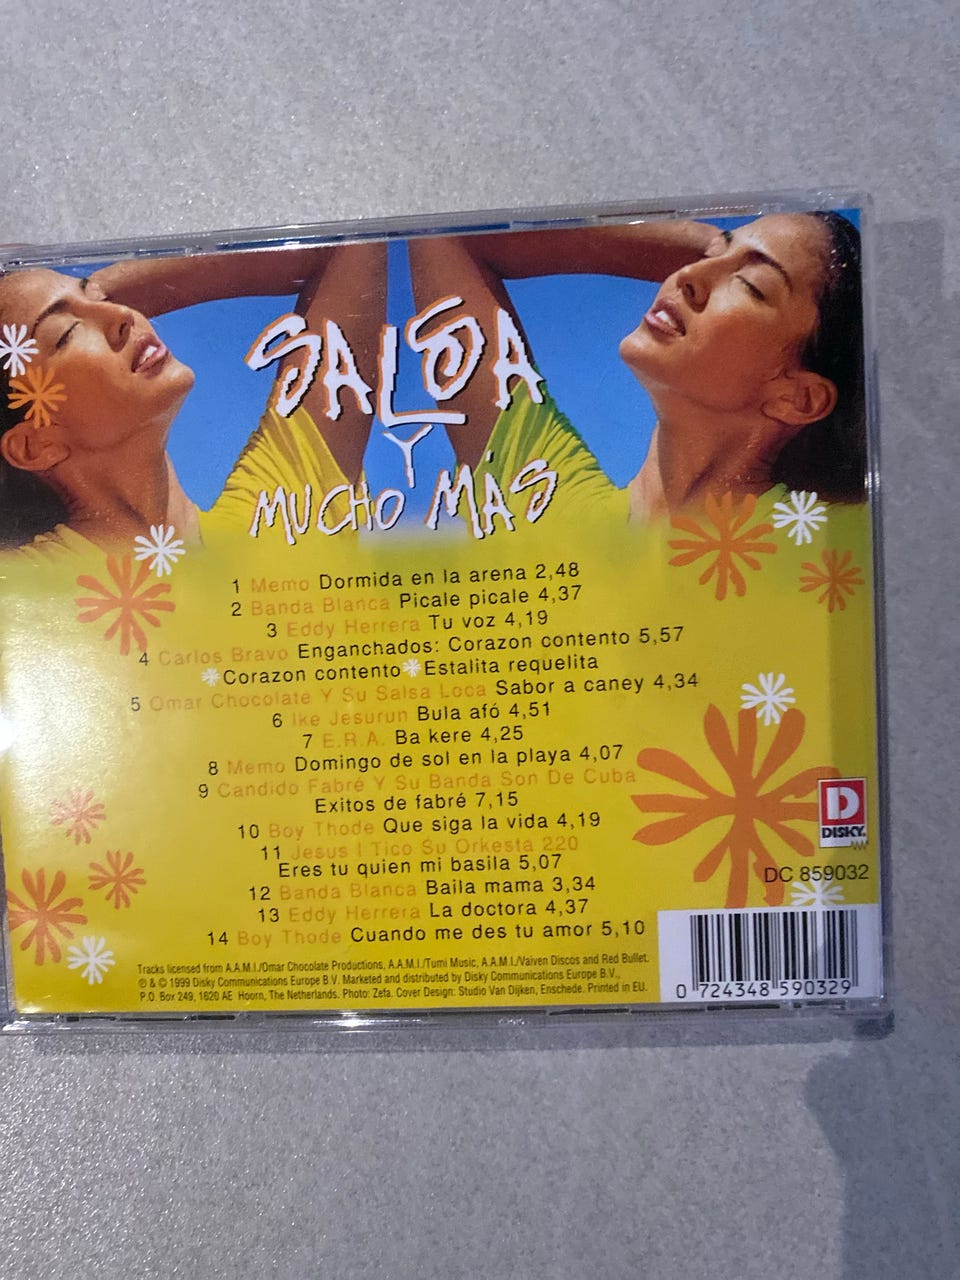 SALSA
Y
MUCHO MÁS
1 Memo Dormida en la arena 2,48
2 Banda Blanca Picale picale 4,37
3 Eddy Herrera Tu voz 4,19
4 Carlos Bravo Enganchados: Corazon contento 5,57
Corazon contento Estalita requelita
5 Omar Chocolate Y Su Salsa Loca Sabor a caney 4,34
6 Ike Jesurun Bula afó 4,51
7 E.R.A. Ba kere 4,25
8 Memo Domingo de sol en la playa 4,07
9 Candido Fabré Y Su Banda Son De Cuba
Exitos de fabré 7,15
10 Boy Thode Que siga la vida 4,19
11 Jesus I Tico Su Orkesta 220
Eres tu quien mi basila 5,07
12 Banda Blanca Baila mama 3,34
13 Eddy Herrera La doctora 4,37
14 Boy Thode Cuando me des tu amor 5,10
D
DISKY.
DC 859032
Tracks licensed from A.A.M.I./Omar Chocolate Productions, A.A.M.I./Tumi Music, A.A.M.I./Vaiven Discos and Red Bullet.
℗ & © 1999 Disky Communications Europe B.V. Marketed and distributed by Disky Communications Europe B.V.,
P.O. Box 249, 1620 AE Hoorn, The Netherlands. Photo: Zefa. Cover Design: Studio Van Dijken, Enschede. Printed in EU.
0 724348 590329